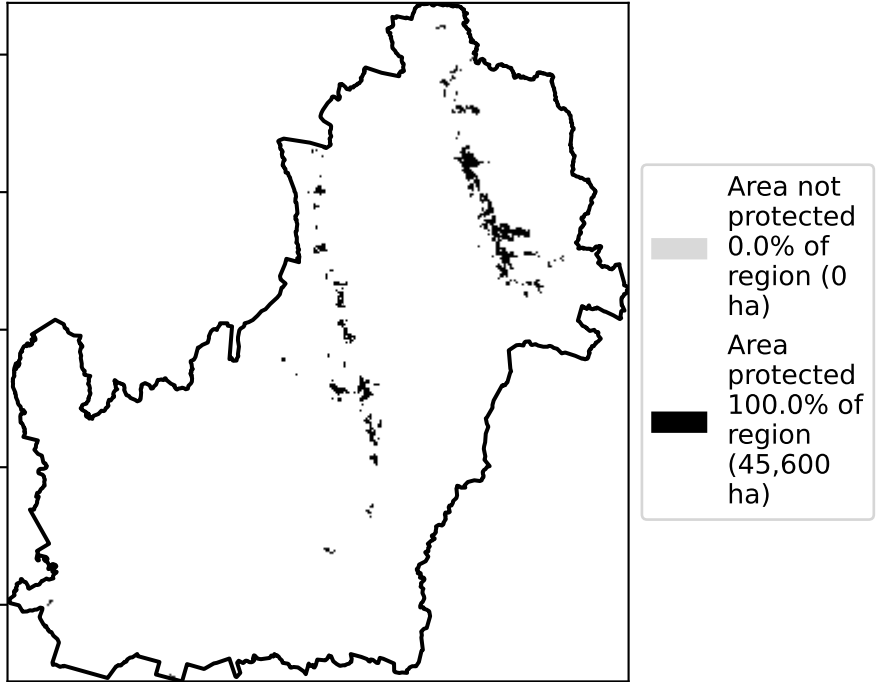 Area not
protected
0.0% of
region (0
ha)
Area
protected
100.0% of
region
(45,600
ha)